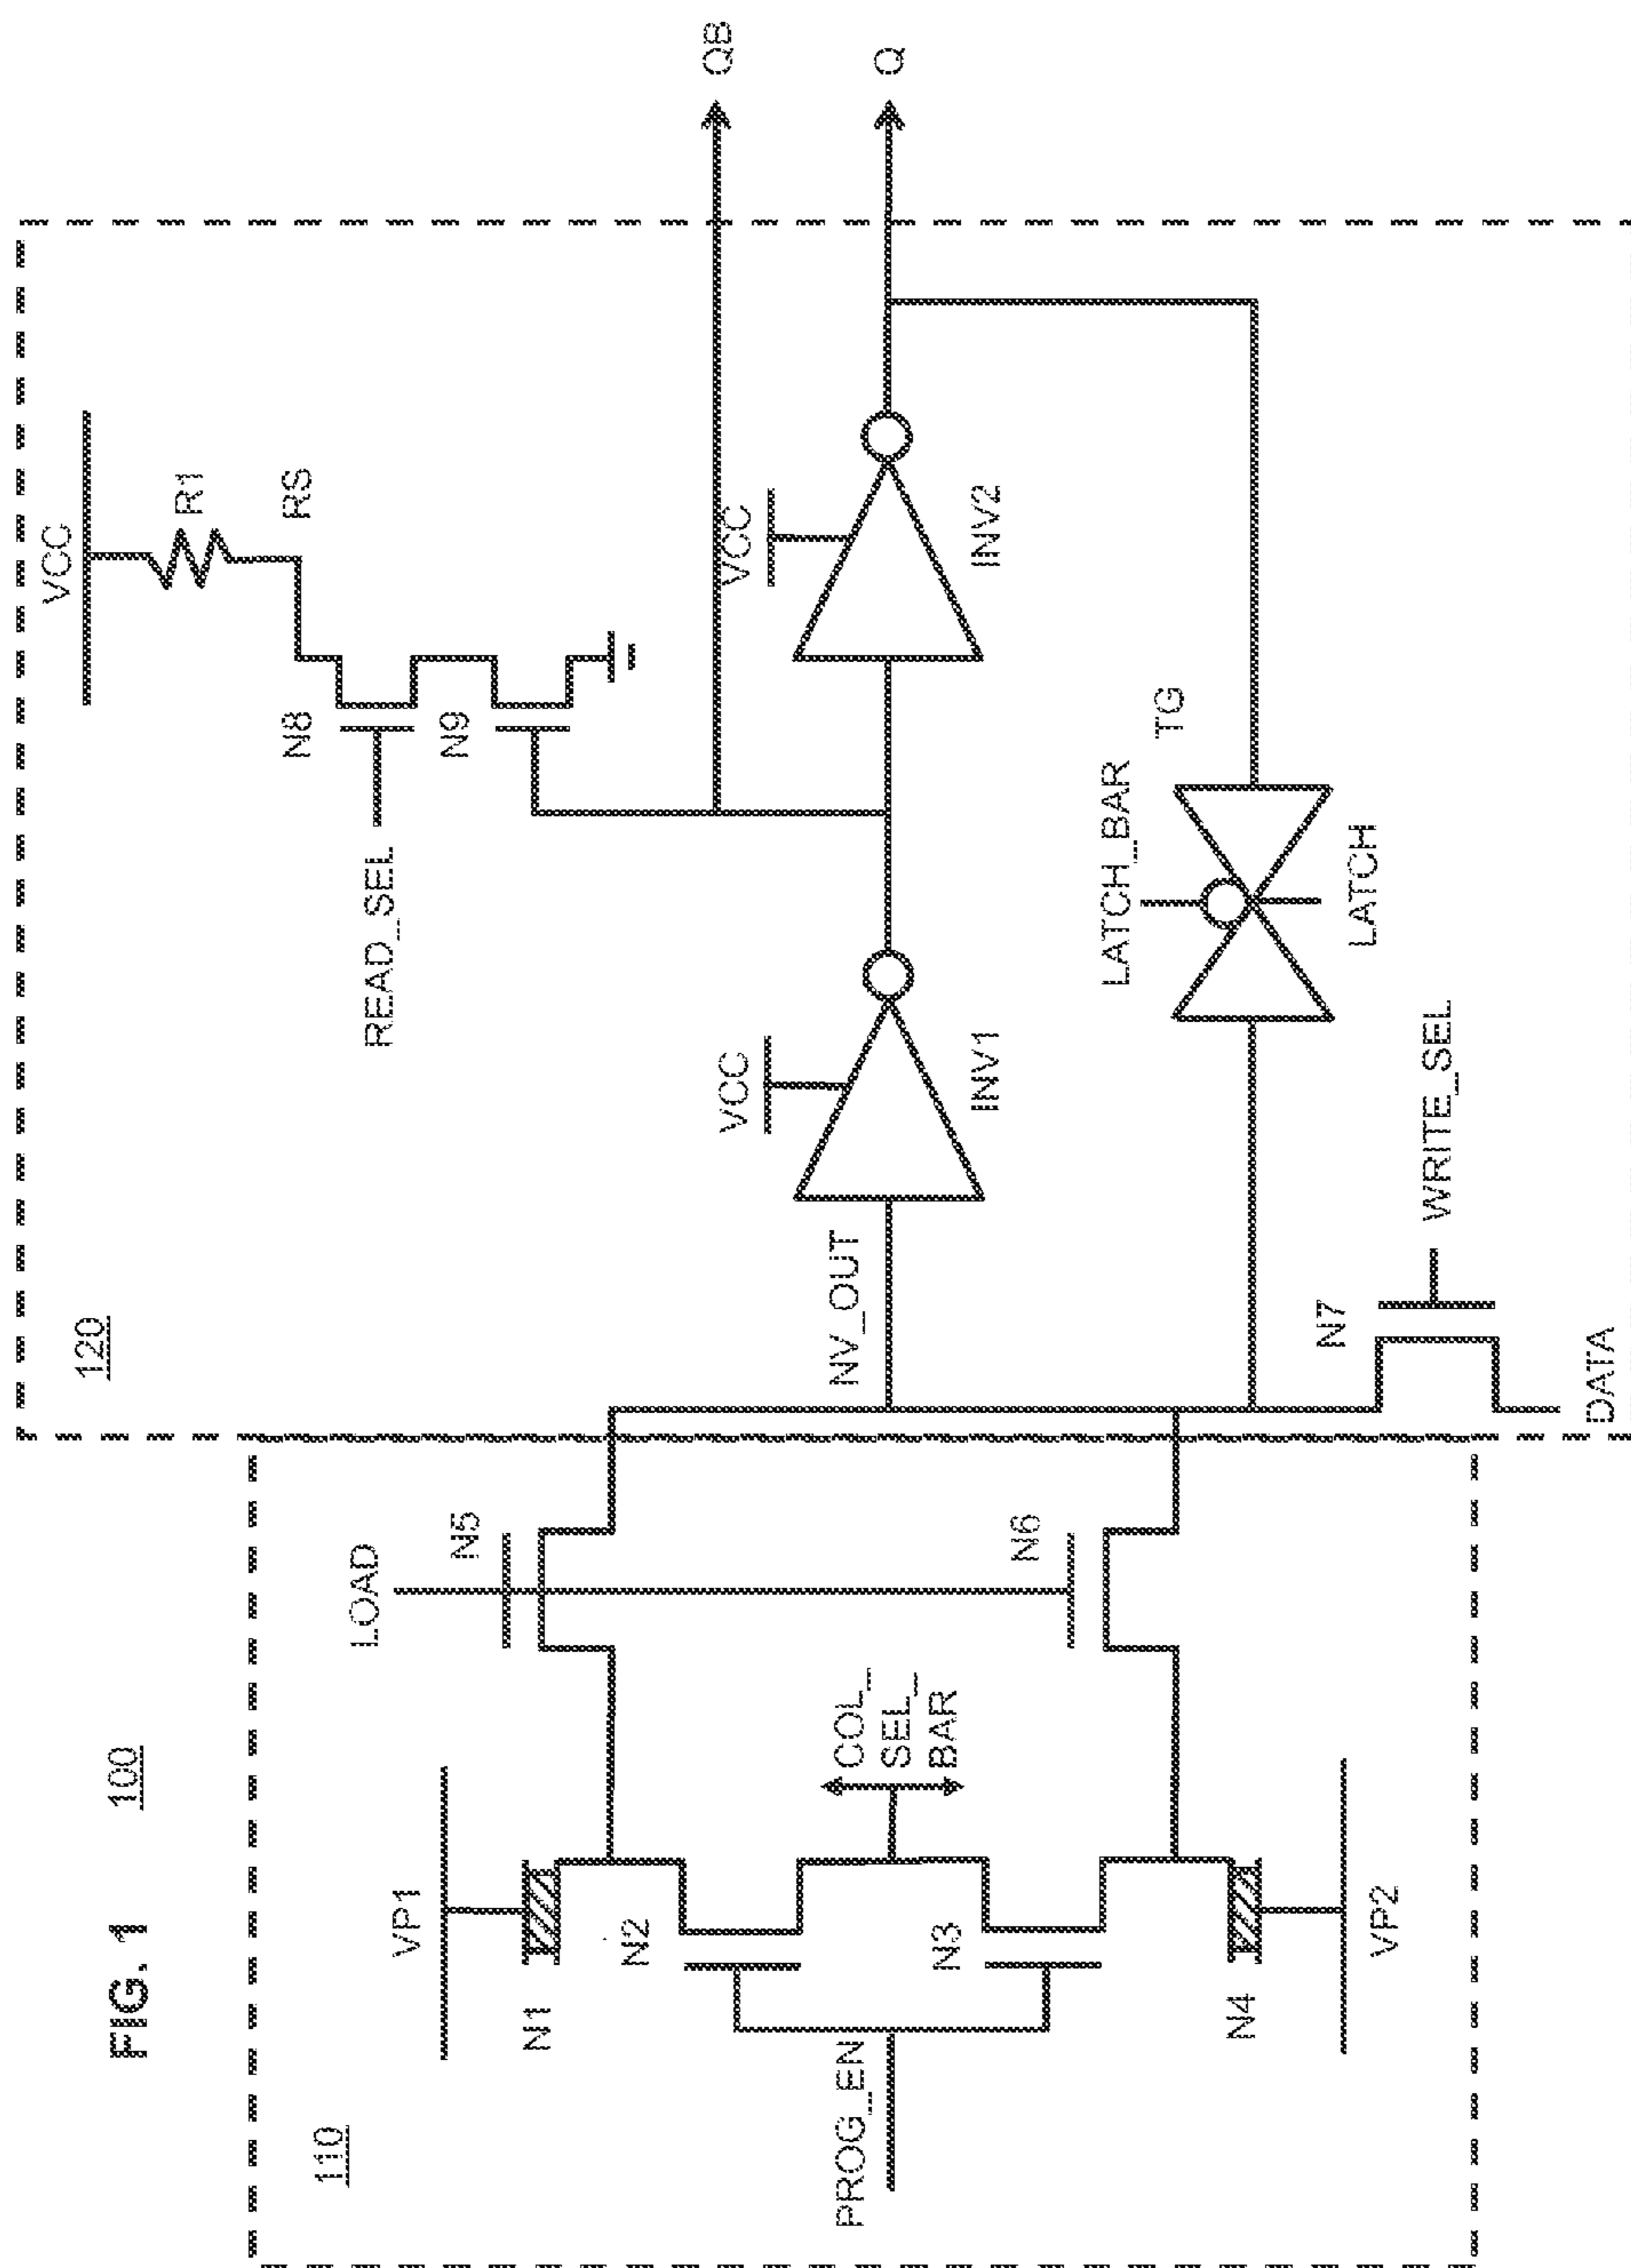 FIG. 1
100
110
120
VP1
N1
N2
PROG_EN
N3
N4
VP2
COL_
SEL_
BAR
LOAD
N5
N6
NV_OUT
VCC
INV1
READ_SEL
N8
N9
VCC
R1
RS
VCC
INV2
QB
Q
TG
LATCH_BAR
LATCH
N7
WRITE_SEL
DATA